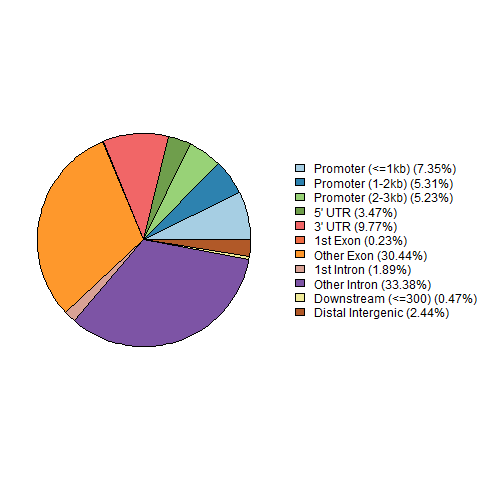 Promoter (<=1kb) (7.35%)
Promoter (1-2kb) (5.31%)
Promoter (2-3kb) (5.23%)
5' UTR (3.47%)
3' UTR (9.77%)
1st Exon (0.23%)
Other Exon (30.44%)
1st Intron (1.89%)
Other Intron (33.38%)
Downstream (<=300) (0.47%)
Distal Intergenic (2.44%)